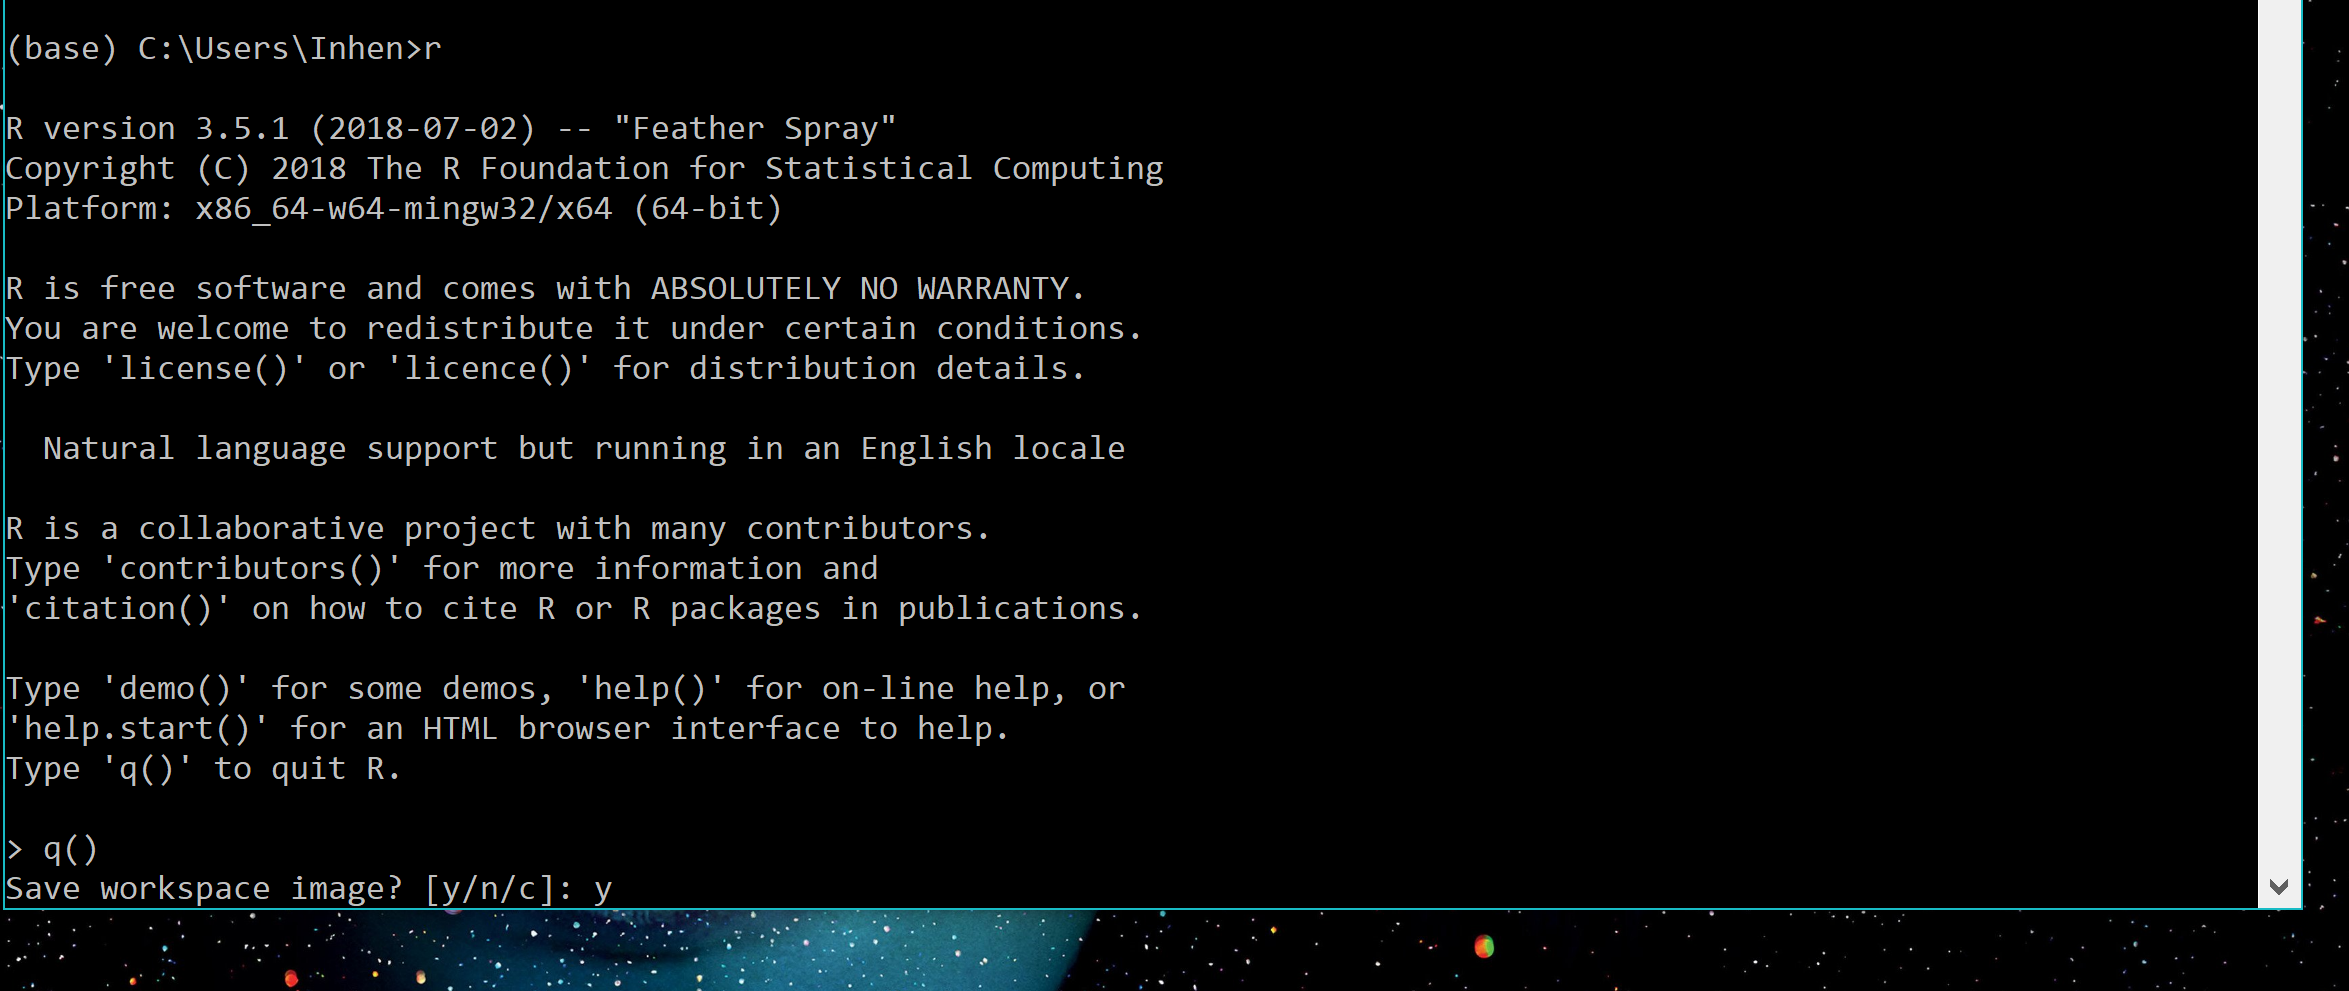 (base) C:\Users\Inhen>r
R version 3.5.1 (2018-07-02) -- "Feather Spray"
Copyright (C) 2018 The R Foundation for Statistical Computing
Platform: x86_64-w64-mingw32/x64 (64-bit)
R is free software and comes with ABSOLUTELY NO WARRANTY.
You are welcome to redistribute it under certain conditions.
Type 'license()' or 'licence()' for distribution details.
Natural language support but running in an English locale
R is a collaborative project with many contributors.
Type 'contributors()' for more information and
'citation()' on how to cite R or R packages in publications.
Type 'demo()' for some demos, 'help()' for on-line help, or
'help.start()' for an HTML browser interface to help.
Type 'q()' to quit R.
> q()
Save workspace image? [y/n/c]: y